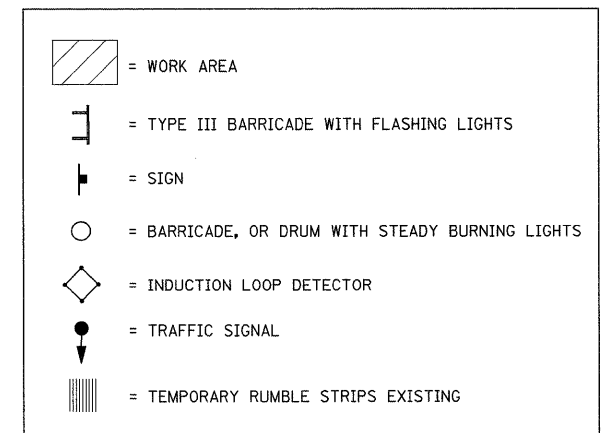 = WORK AREA
= TYPE III BARRICADE WITH FLASHING LIGHTS
= SIGN
= BARRICADE, OR DRUM WITH STEADY BURNING LIGHTS
= INDUCTION LOOP DETECTOR
= TRAFFIC SIGNAL
= TEMPORARY RUMBLE STRIPS EXISTING